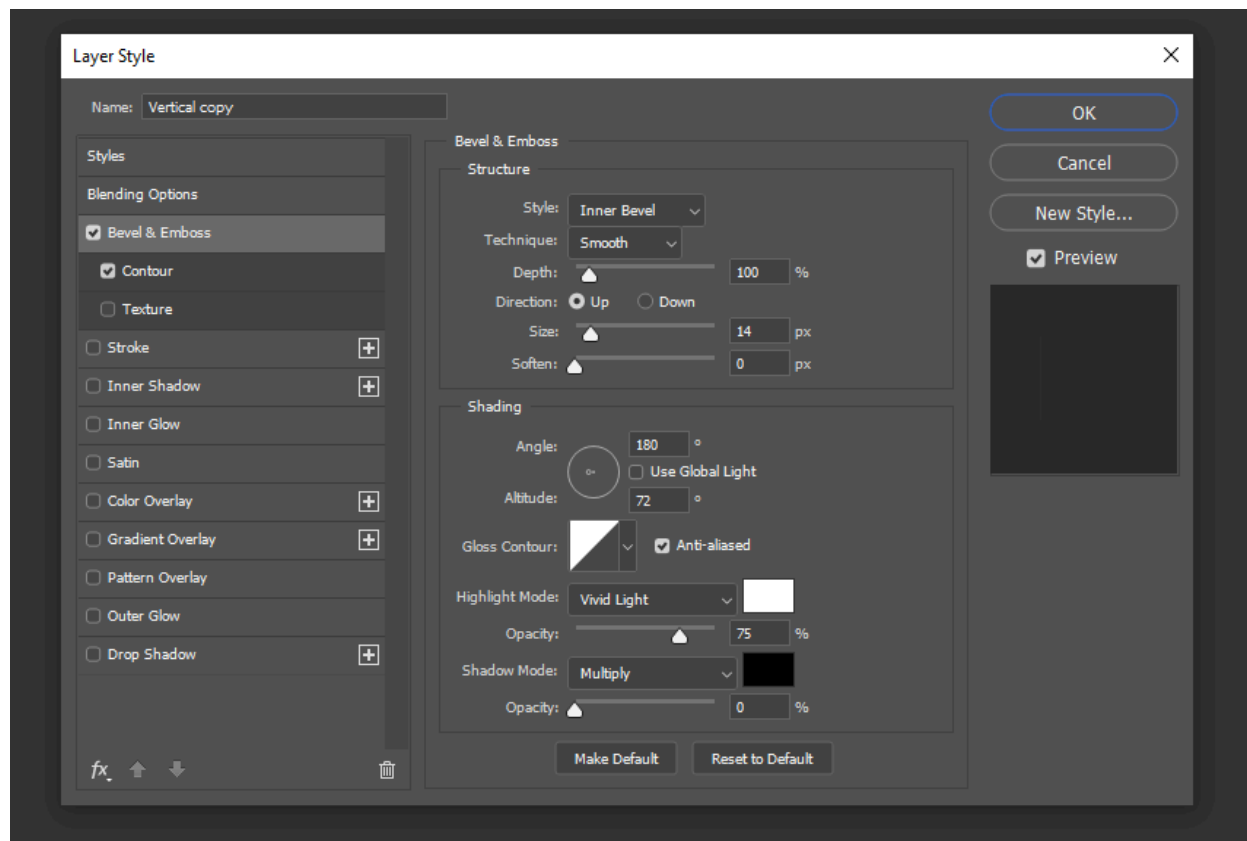 Layer Style
Name: Vertical copy
Styles
Blending Options
Bevel & Emboss
Contour
Texture
Stroke
Inner Shadow
Inner Glow
Satin
Color Overlay
Gradient Overlay
Pattern Overlay
Outer Glow
Drop Shadow
fx
Bevel & Emboss
Structure
Style: Inner Bevel
Technique: Smooth
Depth: 100 %
Direction: Up Down
Size: 14 px
Soften: 0 px
Shading
Angle: 180 °
Use Global Light
Altitude: 72 °
Gloss Contour: Anti-aliased
Highlight Mode: Vivid Light
Opacity: 75 %
Shadow Mode: Multiply
Opacity: 0 %
Make Default Reset to Default
OK
Cancel
New Style...
Preview